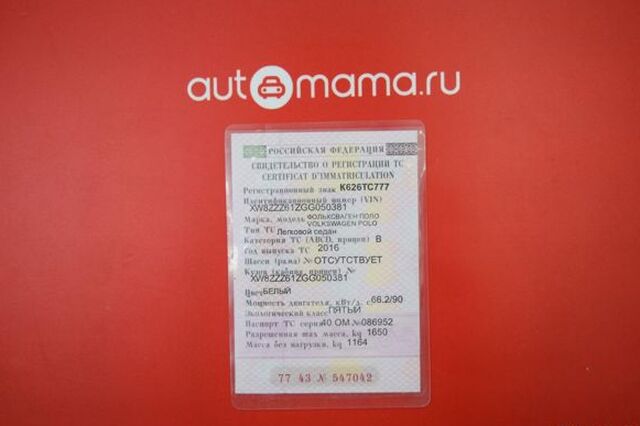 automama.ru
РОССИЙСКАЯ ФЕДЕРАЦИЯ
СВИДЕТЕЛЬСТВО О РЕГИСТРАЦИИ ТС
CERTIFICAT D'IMMATRICULATION
Регистрационный знак К626ТС777
Идентификационный номер (VIN)
XW8ZZZ61ZGG050381
Марка, модель ФОЛЬКСВАГЕН ПОЛО
VOLKSWAGEN POLO
Тип ТС Легковой седан
Категория ТС (ABCD, прицеп) B
Год выпуска ТС 2016
Шасси (рама) № ОТСУТСТВУЕТ
Кузов (кабина, прицеп) №
XW8ZZZ61ZGG050381
Цвет БЕЛЫЙ
Мощность двигателя, кВт/л. с. 66.2/90
Экологический класс ПЯТЫЙ
Паспорт ТС серия 40 ОМ № 086952
Разрешенная max масса, kg 1650
Масса без нагрузки, kg 1164
77 43 № 547042